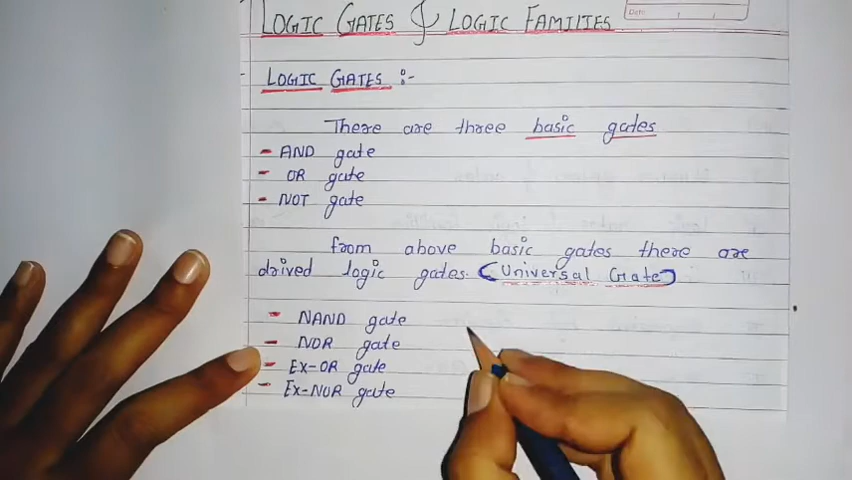 LOGIC GATES & LOGIC FAMILIES
Date:
LOGIC GATES :-
There are three basic gates
- AND gate
- OR gate
- NOT gate
from above basic gates there are
drived logic gates. (Universal Gate)
- NAND gate
- NOR gate
- Ex-OR gate
- Ex-NOR gate